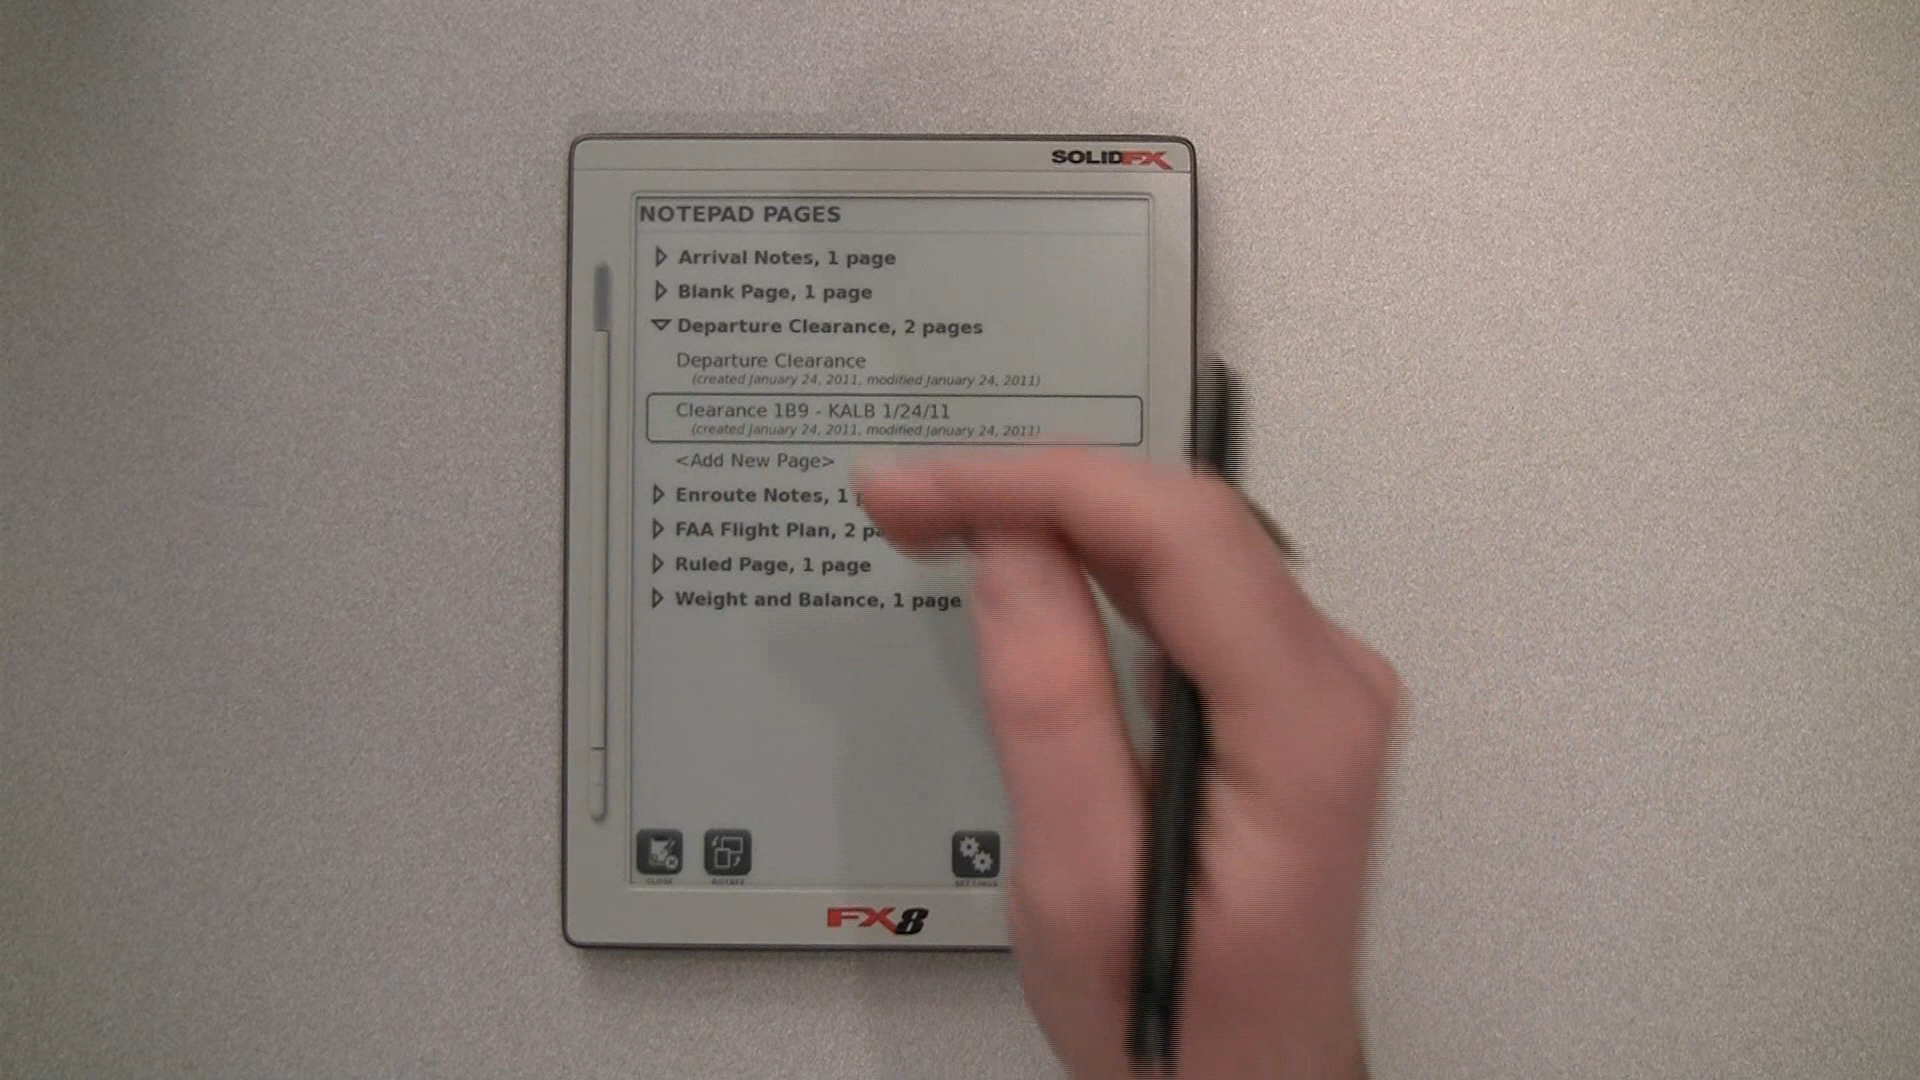 SOLIDFX
NOTEPAD PAGES
Arrival Notes, 1 page
Blank Page, 1 page
Departure Clearance, 2 pages
Departure Clearance
(created January 24, 2011, modified January 24, 2011)
Clearance 1B9 - KALB 1/24/11
(created January 24, 2011, modified January 24, 2011)
<Add New Page>
Enroute Notes, 1
FAA Flight Plan, 2
Ruled Page, 1 page
Weight and Balance, 1 page
CLOSE ROTATE SETTINGS
FX8